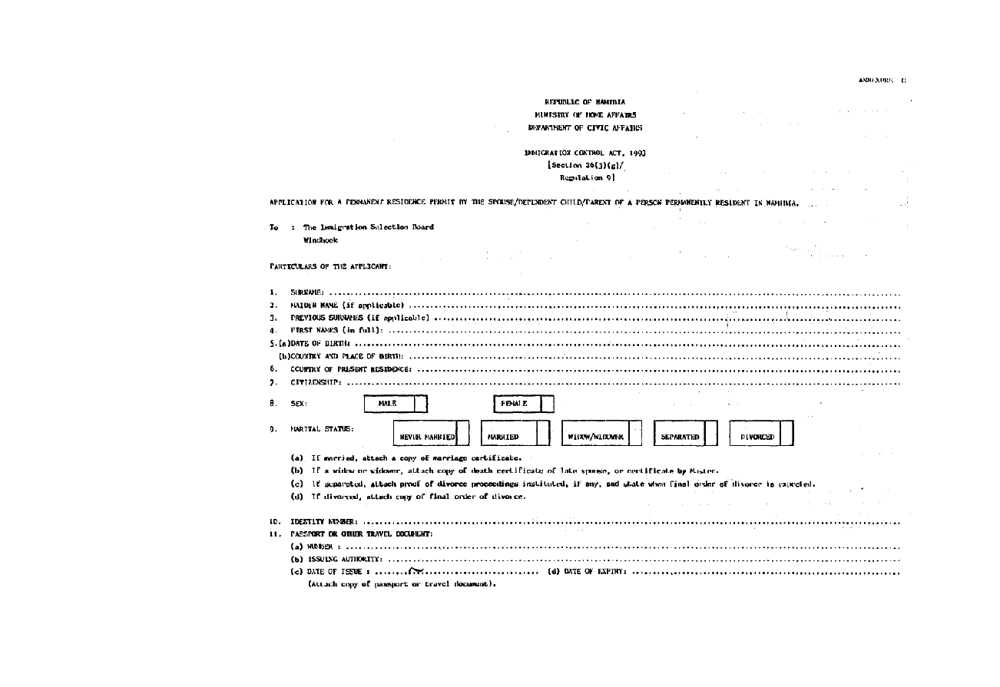 ANNEXURE
REPUBLIC OF NAMIBIA
MINISTRY OF HOME AFFAIRS
DEPARTMENT OF CIVIC AFFAIRS
IMMIGRATION CONTROL ACT, 1993
[Section 26(3)(g)/
Regulation 9]
APPLICATION FOR A PERMANENT RESIDENCE PERMIT BY THE SPOUSE/DEPENDENT CHILD/PARENT OF A PERSON PERMANENTLY RESIDENT IN NAMIBIA.
To : The Immigration Selection Board
Windhoek
PARTICULARS OF THE APPLICANT:
1. SURNAME: ....................
2. MAIDEN NAME (if applicable) ....................
3. PREVIOUS SURNAMES (if applicable) ....................
4. FIRST NAMES (in full): ....................
5.(a)DATE OF BIRTH: ....................
(b)COUNTRY AND PLACE OF BIRTH: ....................
6. COUNTRY OF PRESENT RESIDENCE: ....................
7. CITIZENSHIP: ....................
8. SEX: MALE FEMALE
9. MARITAL STATUS: NEVER MARRIED MARRIED WIDOW/WIDOWER SEPARATED DIVORCED
(a) If married, attach a copy of marriage certificate.
(b) If a widow or widower, attach copy of death certificate of late spouse, or certificate by Master.
(c) If separated, attach proof of divorce proceedings instituted, if any, and state when final order of divorce is expected.
(d) If divorced, attach copy of final order of divorce.
10. IDENTITY NUMBER: ....................
11. PASSPORT OR OTHER TRAVEL DOCUMENT:
(a) NUMBER : ....................
(b) ISSUING AUTHORITY: ....................
(c) DATE OF ISSUE : .................... (d) DATE OF EXPIRY: ....................
(Attach copy of passport or travel document).